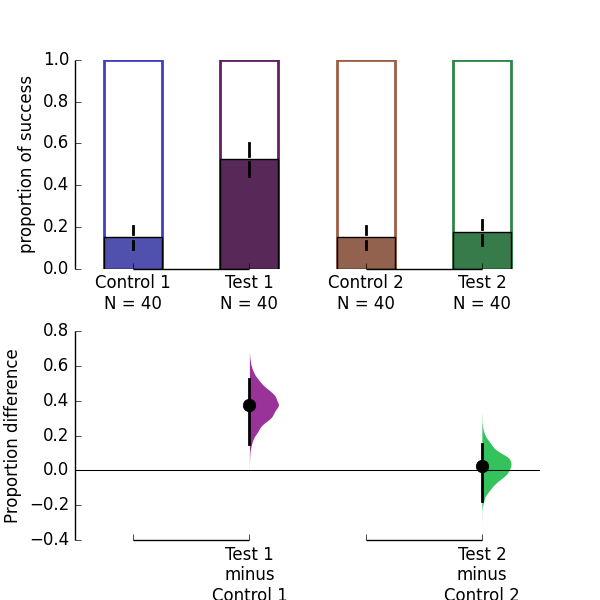 proportion of success
1.0
0.8
0.6
0.4
0.2
0.0
Control 1
N = 40
Test 1
N = 40
Control 2
N = 40
Test 2
N = 40
Proportion difference
0.8
0.6
0.4
0.2
0.0
−0.2
−0.4
Test 1
minus
Control 1
Test 2
minus
Control 2